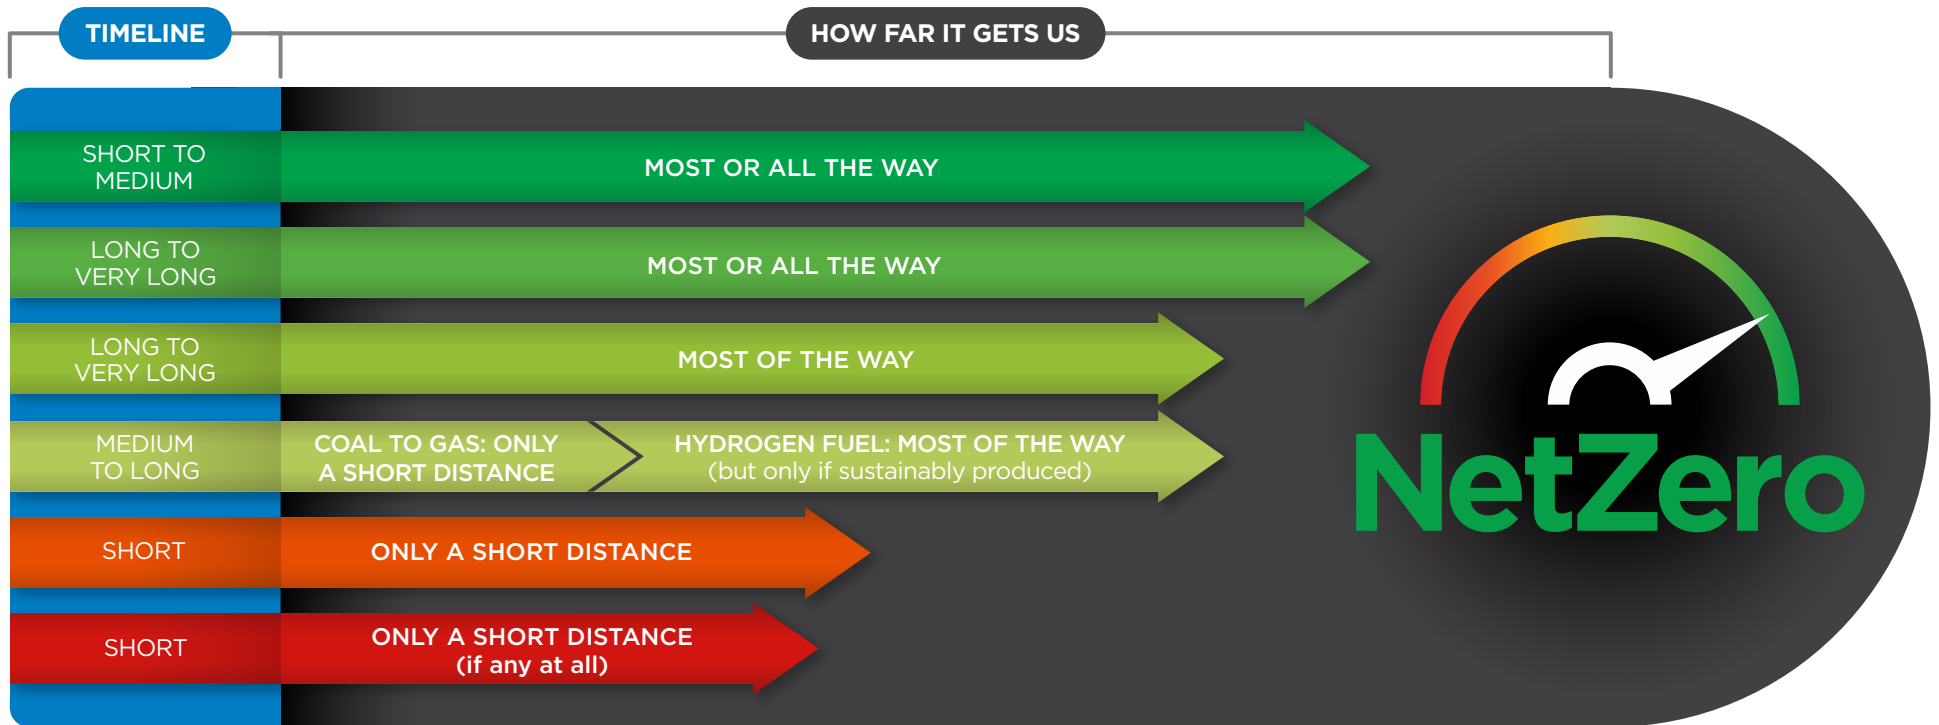 TIMELINE
HOW FAR IT GETS US
SHORT TO
MEDIUM
MOST OR ALL THE WAY
LONG TO
VERY LONG
MOST OR ALL THE WAY
LONG TO
VERY LONG
MOST OF THE WAY
MEDIUM
TO LONG
COAL TO GAS: ONLY
A SHORT DISTANCE
HYDROGEN FUEL: MOST OF THE WAY
(but only if sustainably produced)
SHORT
ONLY A SHORT DISTANCE
SHORT
ONLY A SHORT DISTANCE
(if any at all)
NetZero